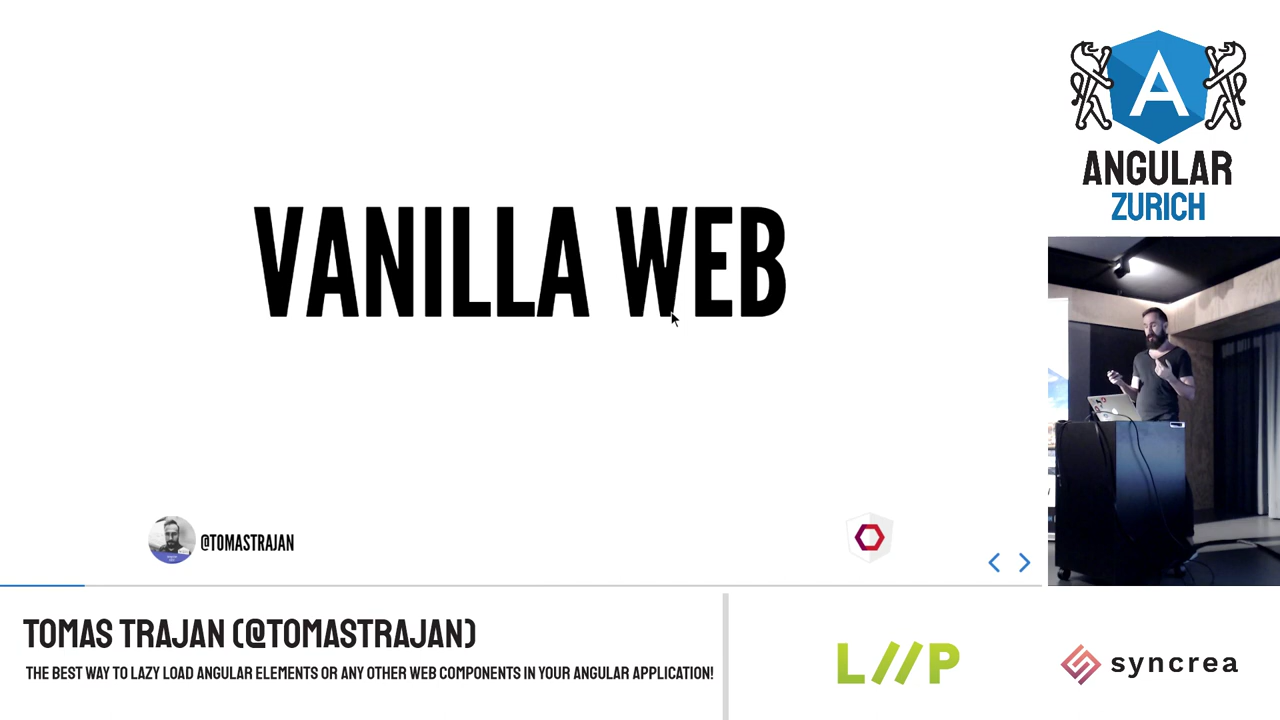 VANILLA WEB
@TOMASTRAJAN
A
ANGULAR
ZURICH
TOMAS TRAJAN (@TOMASTRAJAN)
THE BEST WAY TO LAZY LOAD ANGULAR ELEMENTS OR ANY OTHER WEB COMPONENTS IN YOUR ANGULAR APPLICATION!
LIIP
syncrea